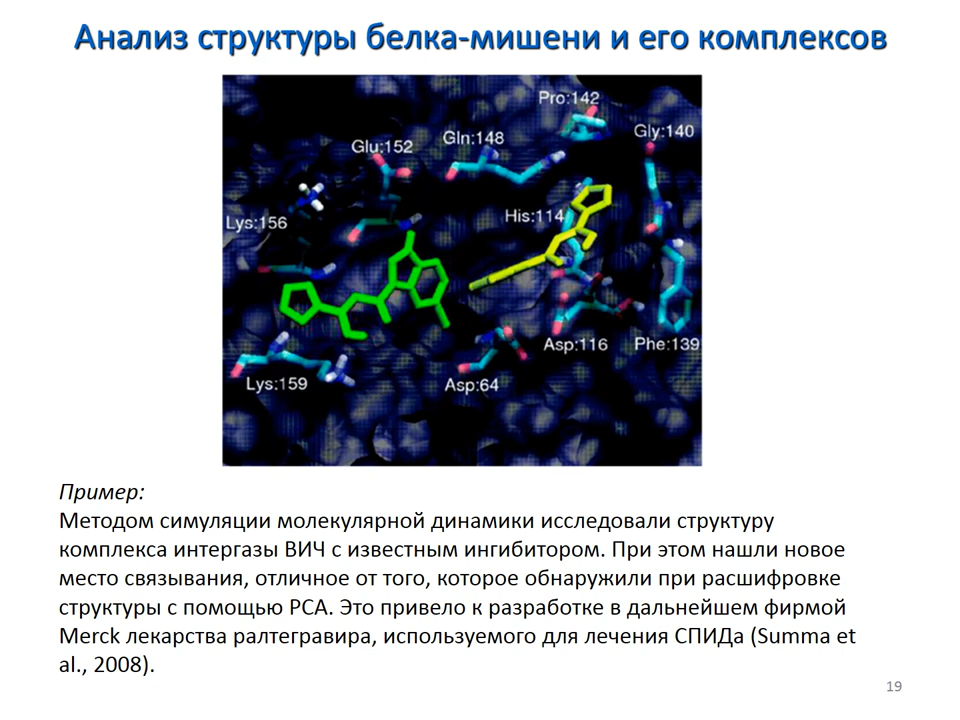 Анализ структуры белка-мишени и его комплексов
Pro:142
Gly:140
Gln:148
Glu:152
His:114
Lys:156
Asp:116
Phe:139
Lys:159
Asp:64
Пример:
Методом симуляции молекулярной динамики исследовали структуру
комплекса интергазы ВИЧ с известным ингибитором. При этом нашли новое
место связывания, отличное от того, которое обнаружили при расшифровке
структуры с помощью РСА. Это привело к разработке в дальнейшем фирмой
Merck лекарства ралтегравира, используемого для лечения СПИДа (Summa et
al., 2008).
19